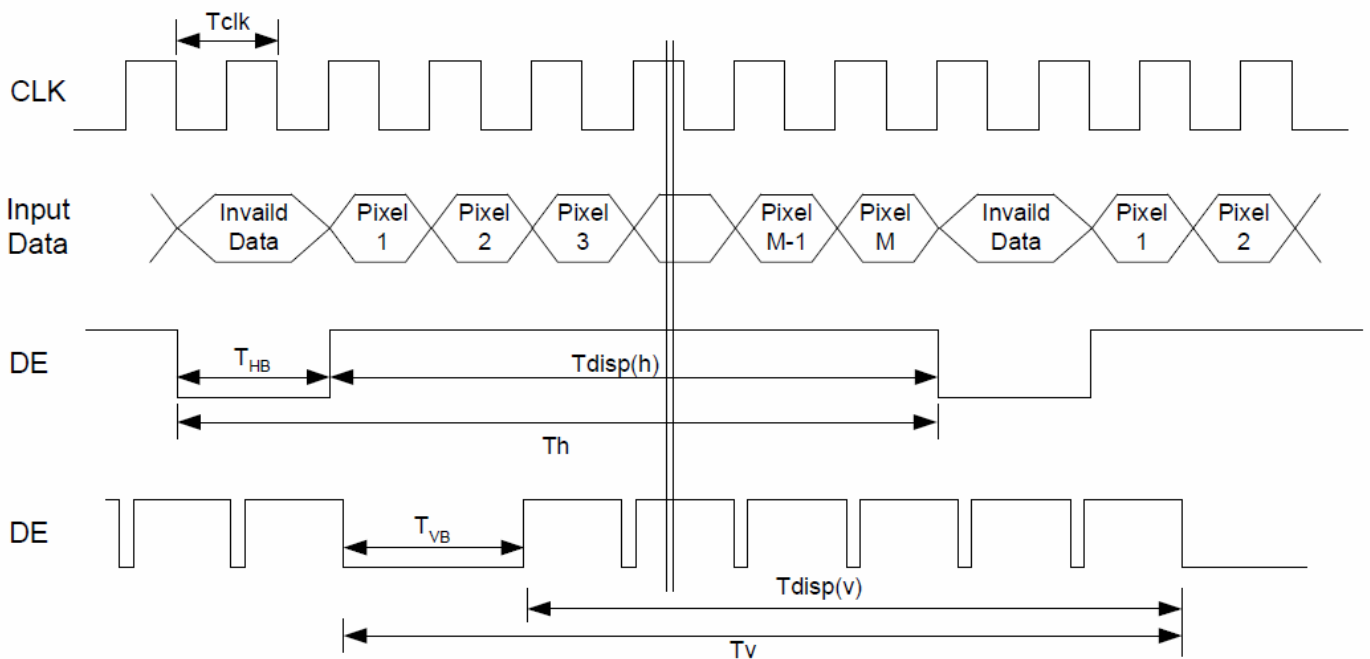 Tclk
CLK
Input
Data
Invaild
Data
Pixel
1
Pixel
2
Pixel
3
Pixel
M-1
Pixel
M
Invaild
Data
Pixel
1
Pixel
2
DE
THB
Tdisp(h)
Th
DE
TVB
Tdisp(v)
Tv